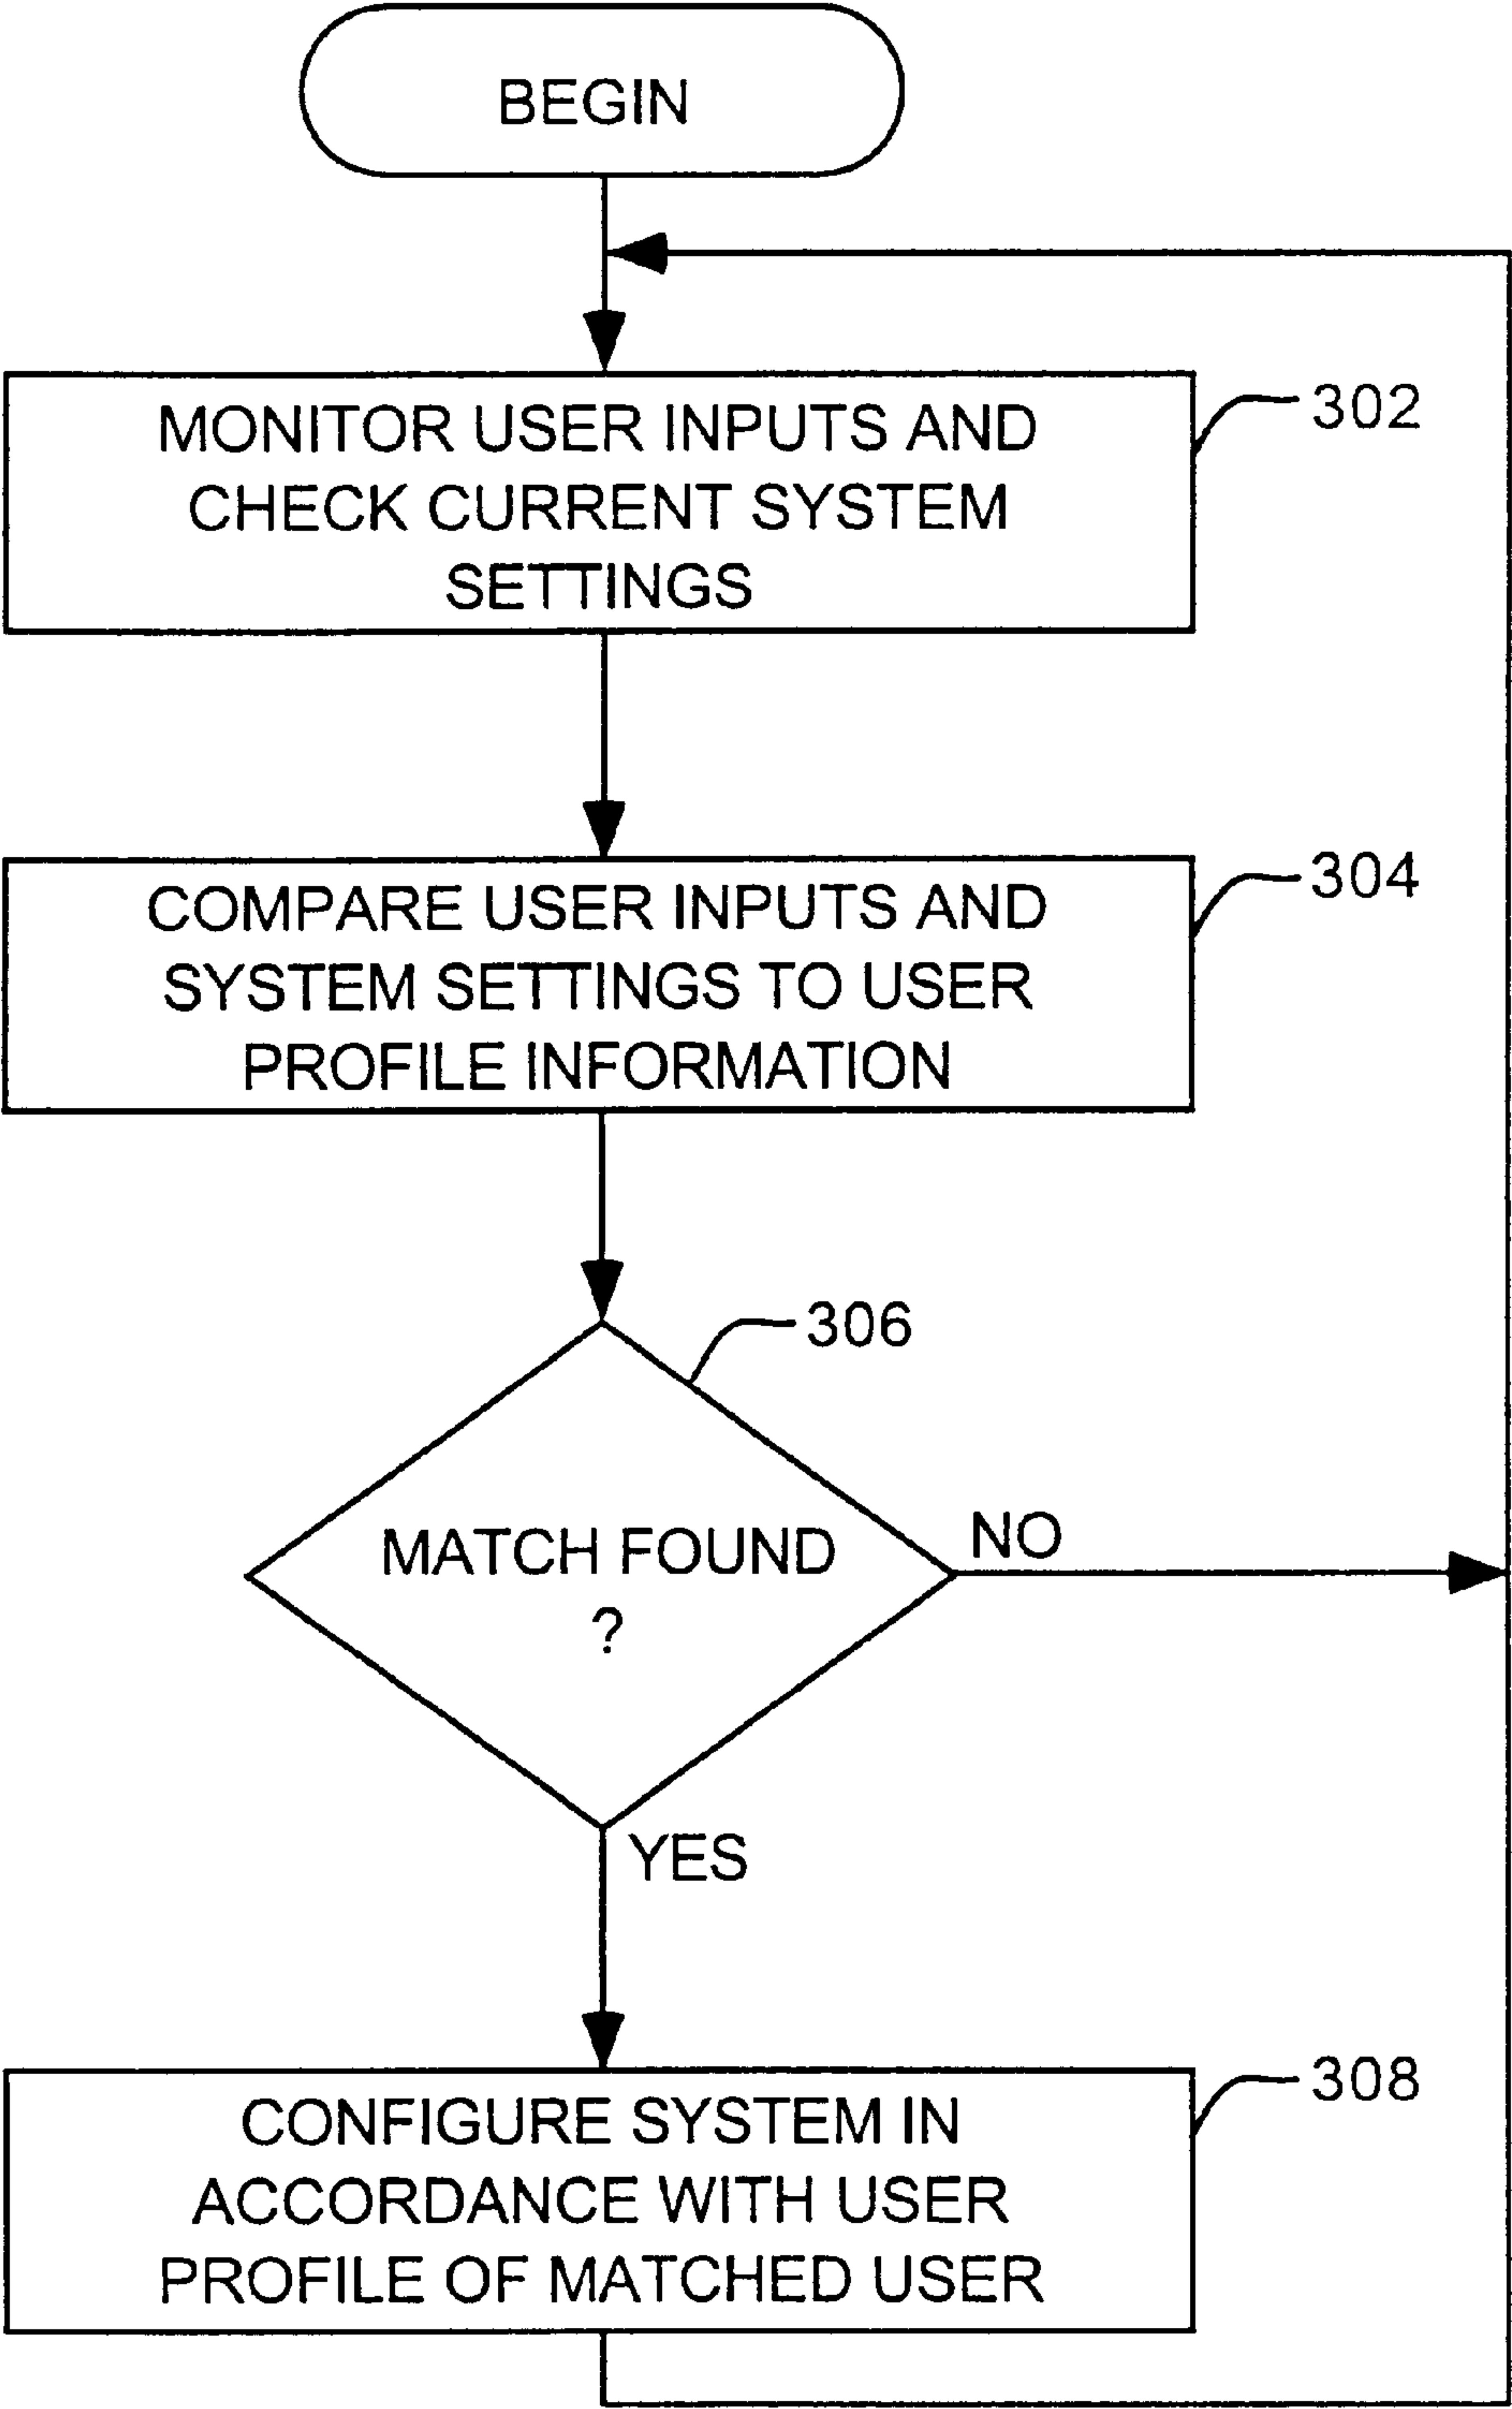 BEGIN
MONITOR USER INPUTS AND
CHECK CURRENT SYSTEM
SETTINGS
302
COMPARE USER INPUTS AND
SYSTEM SETTINGS TO USER
PROFILE INFORMATION
304
306
MATCH FOUND
?
NO
YES
CONFIGURE SYSTEM IN
ACCORDANCE WITH USER
PROFILE OF MATCHED USER
308